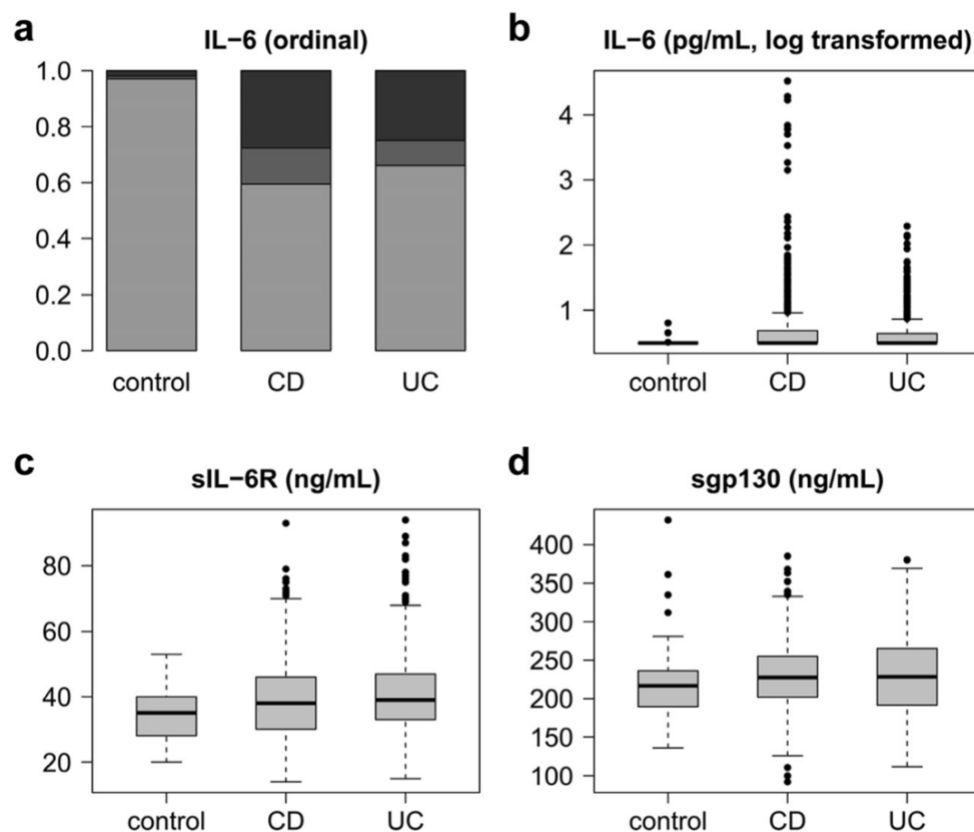 a
IL−6 (ordinal)
1.0
0.8
0.6
0.4
0.2
0.0
control CD UC
b
IL−6 (pg/mL, log transformed)
4
3
2
1
control CD UC
c
sIL−6R (ng/mL)
80
60
40
20
control CD UC
d
sgp130 (ng/mL)
400
350
300
250
200
150
100
control CD UC